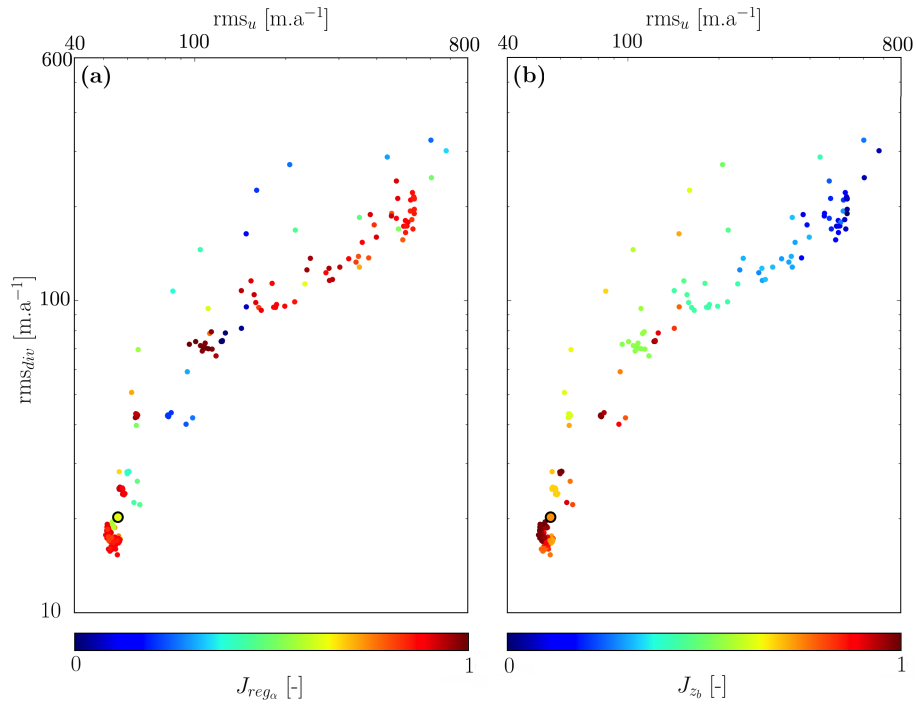 rms_u [m.a⁻¹] rms_u [m.a⁻¹]
40 100 800 40 100 800
600
(a) (b)
100
rms_div [m.a⁻¹]
10
0 1 0 1
J_reg_α [-] J_z_b [-]